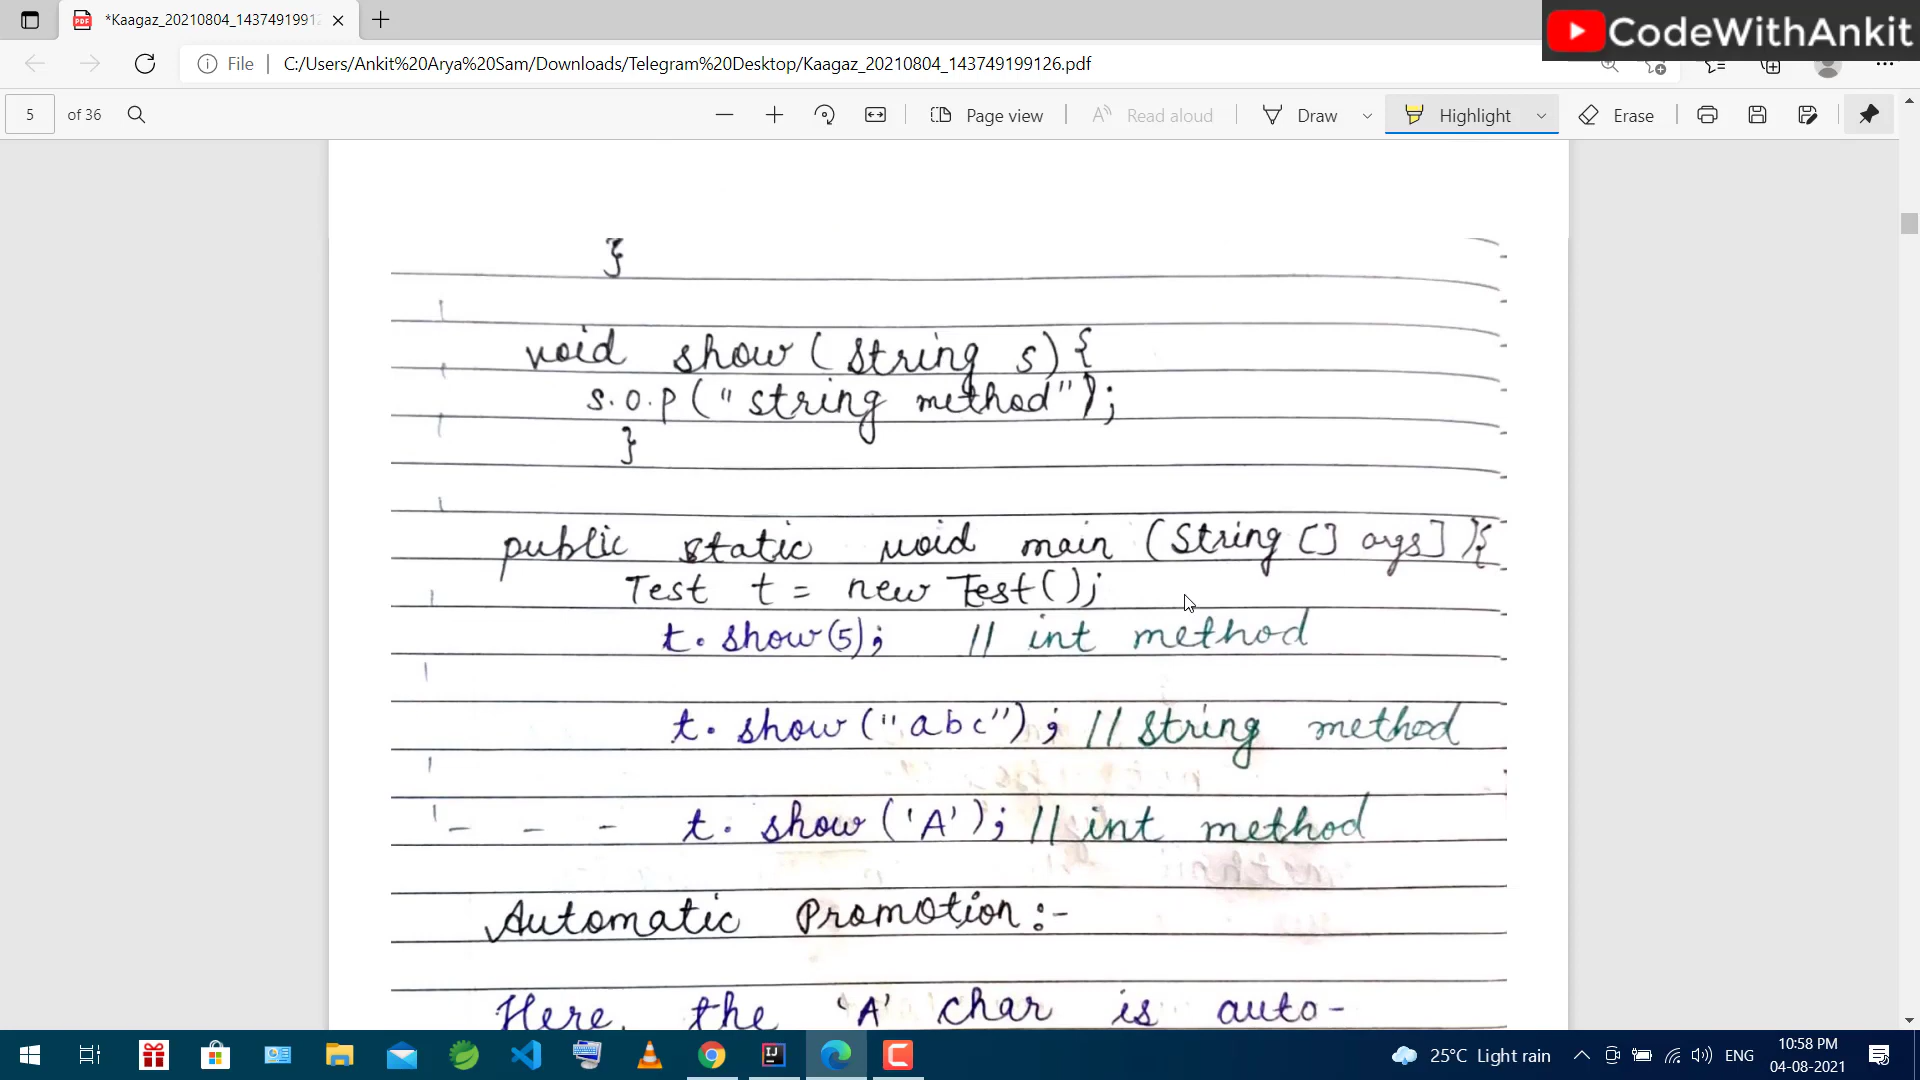 *Kaagaz_20210804_1437491991
CodeWithAnkit
File
C:/Users/Ankit%20Arya%20Sam/Downloads/Telegram%20Desktop/Kaagaz_20210804_143749199126.pdf
5 of 36
Page view
Read aloud
Draw
Highlight
Erase
}
void show (String s) {
s.o.p ("string method");
}
public static void main (String [] args] ){
Test t = new Test();
t. show (5); // int method
t. show ("abc"); // String method
- - - t. show ('A'); // int method
Automatic Promotion :-
Here, the 'A' char is auto-
25°C Light rain
ENG
10:58 PM
04-08-2021